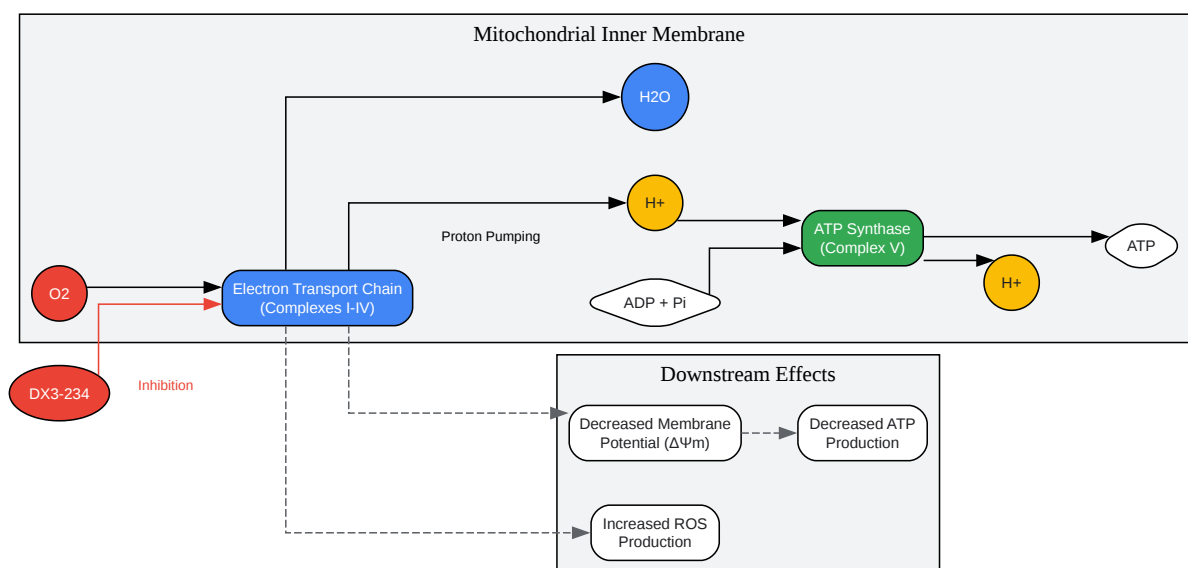 Mitochondrial Inner Membrane
H2O
H+
Proton Pumping
ATP Synthase
(Complex V)
ATP
O2
Electron Transport Chain
(Complexes I-IV)
ADP + Pi
H+
DX3-234
Inhibition
Downstream Effects
Decreased Membrane
Potential (ΔΨm)
Decreased ATP
Production
Increased ROS
Production